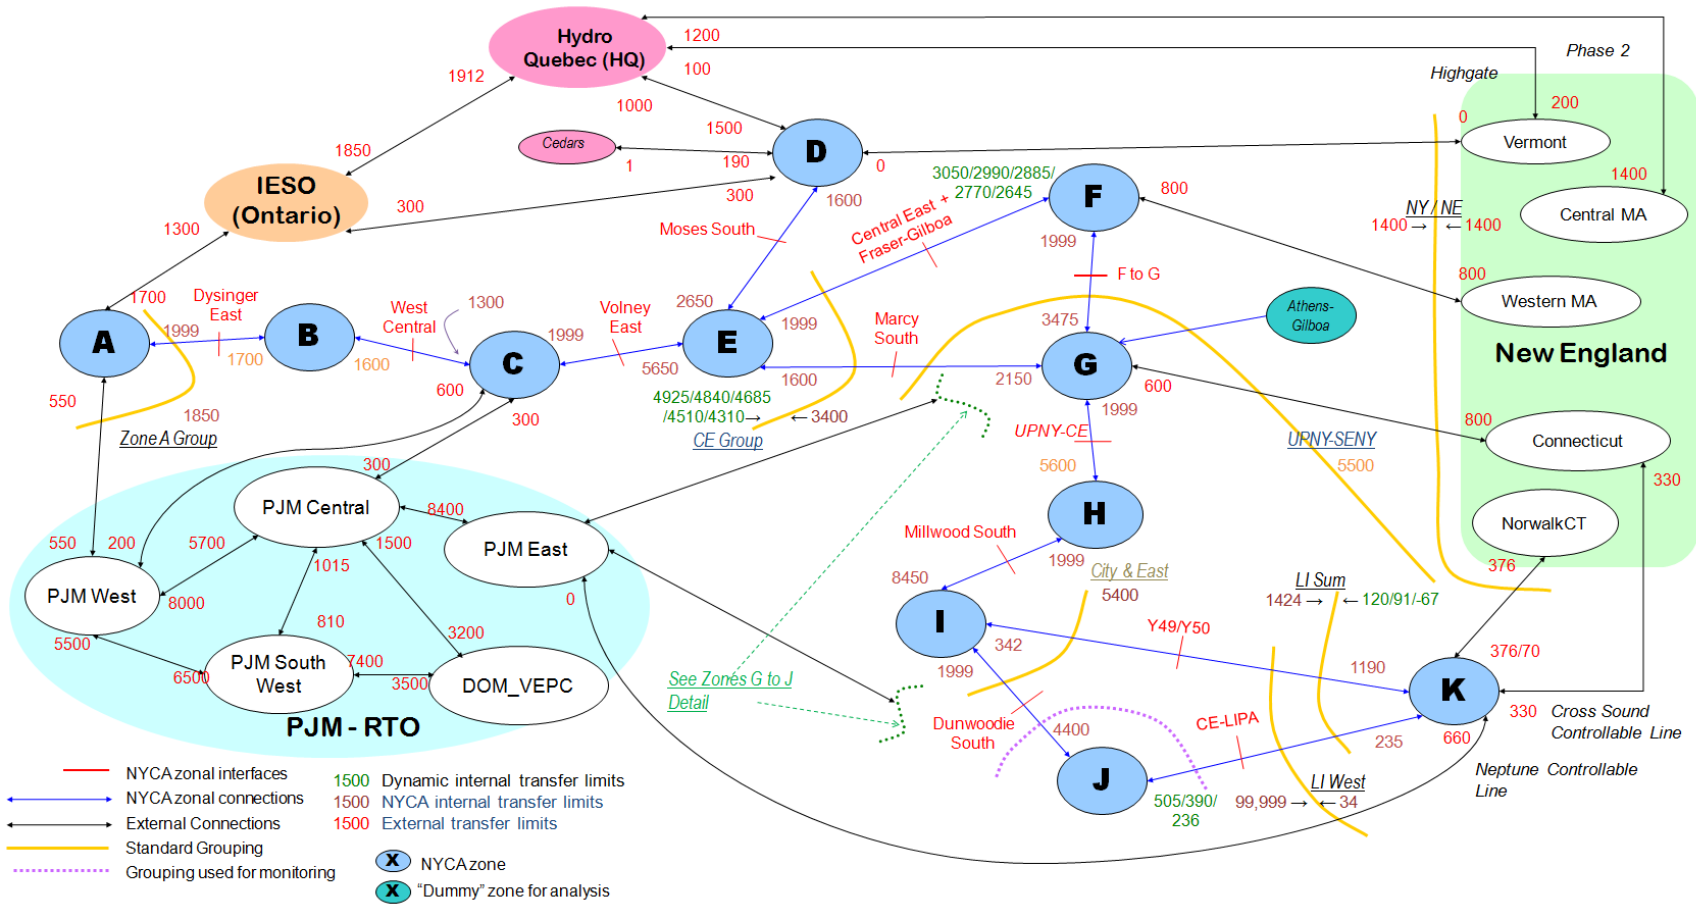 Hydro
Quebec (HQ)
1200
100
Phase 2
Highgate
1912
1000
1500
200
0
Cedars
1
190
D
0
Vermont
1850
IESO
(Ontario)
300
300
1300
1600
3050/2990/2885/
2770/2645
F
800
1400
NY / NE
1400 → ← 1400
Central MA
Moses South
Central East +
Fraser-Gilboa
1999
F to G
800
Western MA
1700
Dysinger
East
West
Central
1300
Volney
East
2650
1999
Marcy
South
3475
Athens-
Gilboa
New England
A
1999
B
1700
1600
C
1999
600
E
5650
1600
G
2150
600
1999
550
1850
Zone A Group
300
4925/4840/4685
/4510/4310→
← 3400
CE Group
UPNY-CE
5600
UPNY-SENY
5500
800
Connecticut
330
300
PJM Central
8400
1500
PJM East
H
NorwalkCT
376
550
200
5700
1015
PJM West
8000
0
Millwood South
1999
City & East
5400
8450
LI Sum
1424 → ← 120/91/-67
5500
810
3200
I
342
1999
Y49/Y50
1190
376/70
K
6500
PJM South
West
7400
3500
DOM_VEPC
PJM - RTO
See Zones G to J
Detail
Dunwoodie
South
4400
CE-LIPA
235
660
330
Cross Sound
Controllable Line
J
505/390/
236
LI West
99,999 → ← 34
Neptune Controllable
Line
NYCA zonal interfaces
NYCA zonal connections
External Connections
Standard Grouping
Grouping used for monitoring
1500 Dynamic internal transfer limits
1500 NYCA internal transfer limits
1500 External transfer limits
X NYCA zone
X “Dummy” zone for analysis